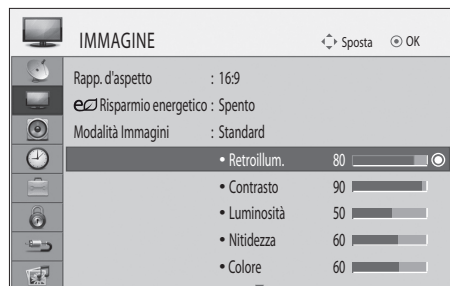 IMMAGINE Sposta OK
Rapp. d'aspetto : 16:9
Risparmio energetico : Spento
Modalità Immagini : Standard
• Retroillum. 80
• Contrasto 90
• Luminosità 50
• Nitidezza 60
• Colore 60